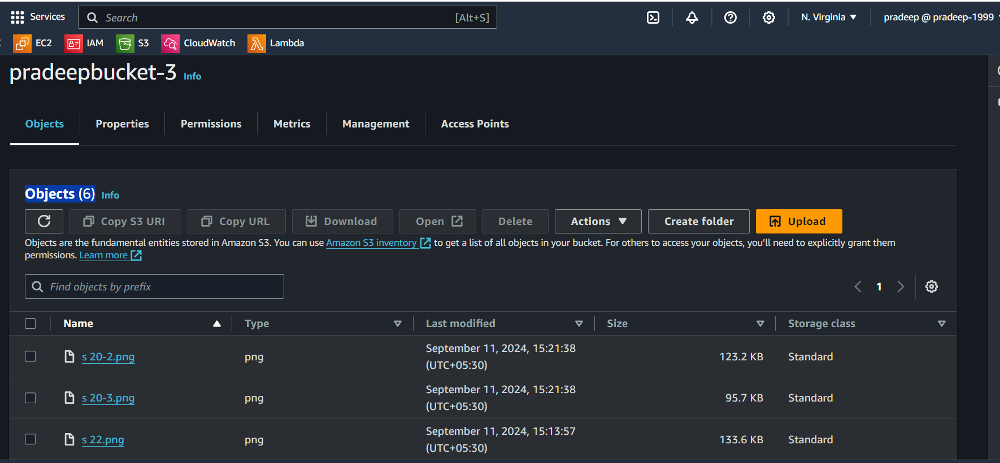 Services Search [Alt+S] N. Virginia ▼ pradeep @ pradeep-1999
EC2 IAM S3 CloudWatch Lambda
pradeepbucket-3 Info
Objects Properties Permissions Metrics Management Access Points
Objects (6) Info
Copy S3 URI Copy URL Download Open Delete Actions ▼ Create folder Upload
Objects are the fundamental entities stored in Amazon S3. You can use Amazon S3 inventory to get a list of all objects in your bucket. For others to access your objects, you’ll need to explicitly grant them
permissions. Learn more
Find objects by prefix 1
Name Type Last modified Size Storage class
s 20-2.png png September 11, 2024, 15:21:38 (UTC+05:30) 123.2 KB Standard
s 20-3.png png September 11, 2024, 15:21:38 (UTC+05:30) 95.7 KB Standard
s 22.png png September 11, 2024, 15:13:57 (UTC+05:30) 133.6 KB Standard